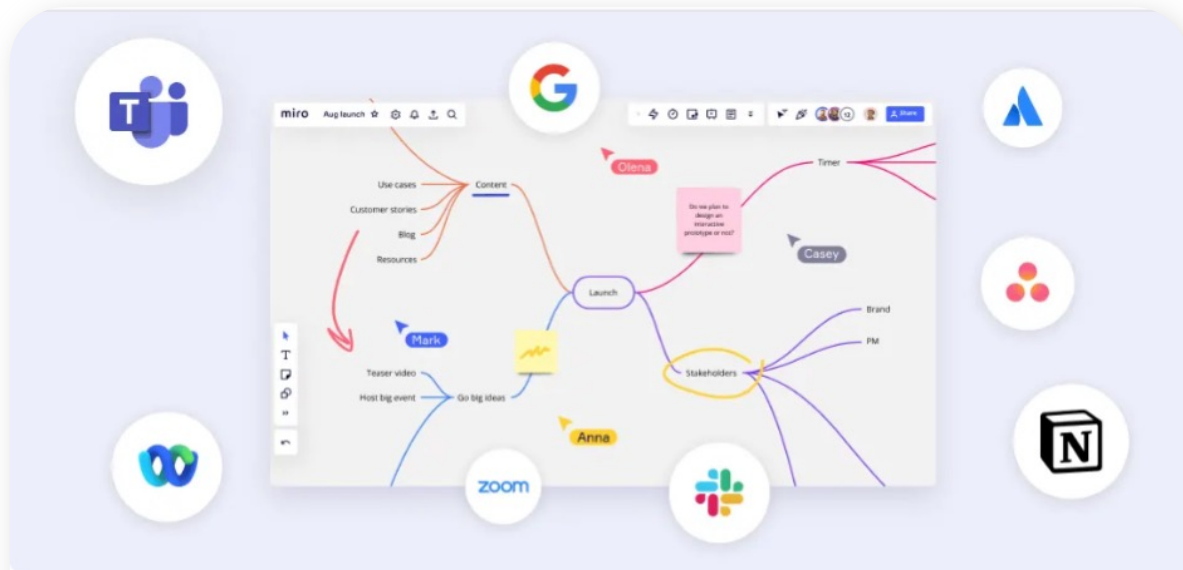 T
G
miro Aug launch
12
Share
Olena
Timer
Use cases
Content
Customer stories
Blog
Resources
Do we plan to
design an
interactive
prototype or not?
Casey
Launch
Brand
Mark
PM
T
Teaser video
Stakeholders
Host big event
Go big ideas
Anna
zoom
N